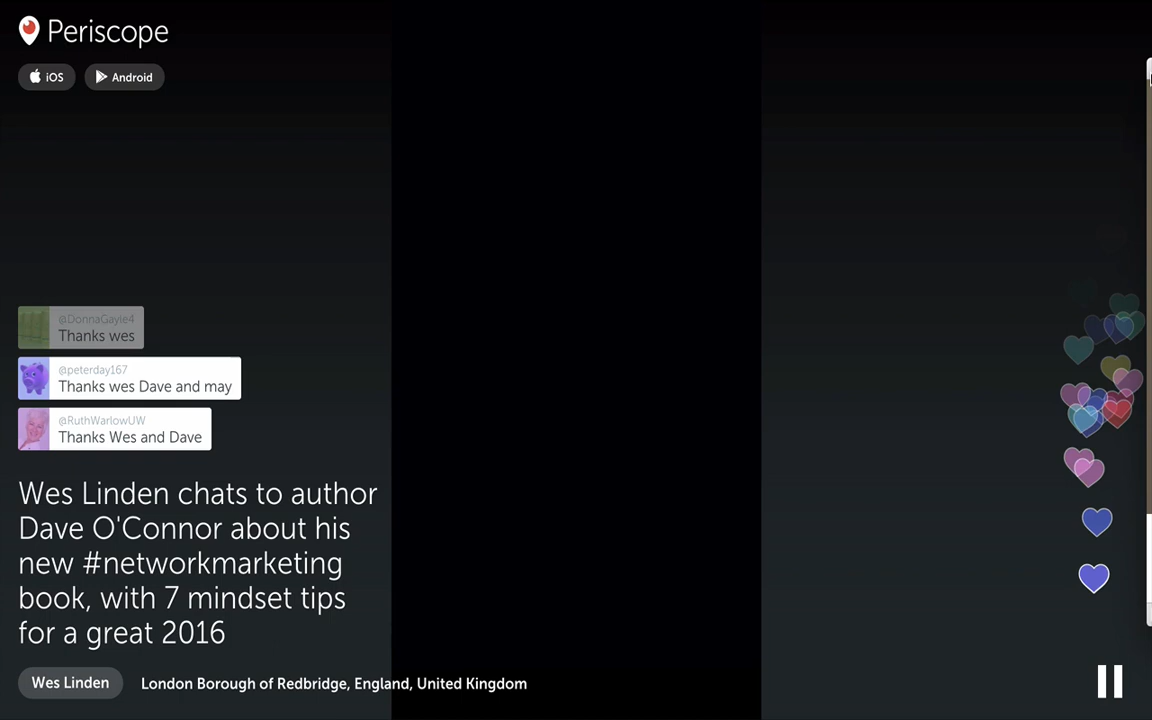 Periscope
iOS
Android
@DonnaGayle4
Thanks wes
@peterday167
Thanks wes Dave and may
@RuthWarlowUW
Thanks Wes and Dave
Wes Linden chats to author
Dave O'Connor about his
new #networkmarketing
book, with 7 mindset tips
for a great 2016
Wes Linden
London Borough of Redbridge, England, United Kingdom